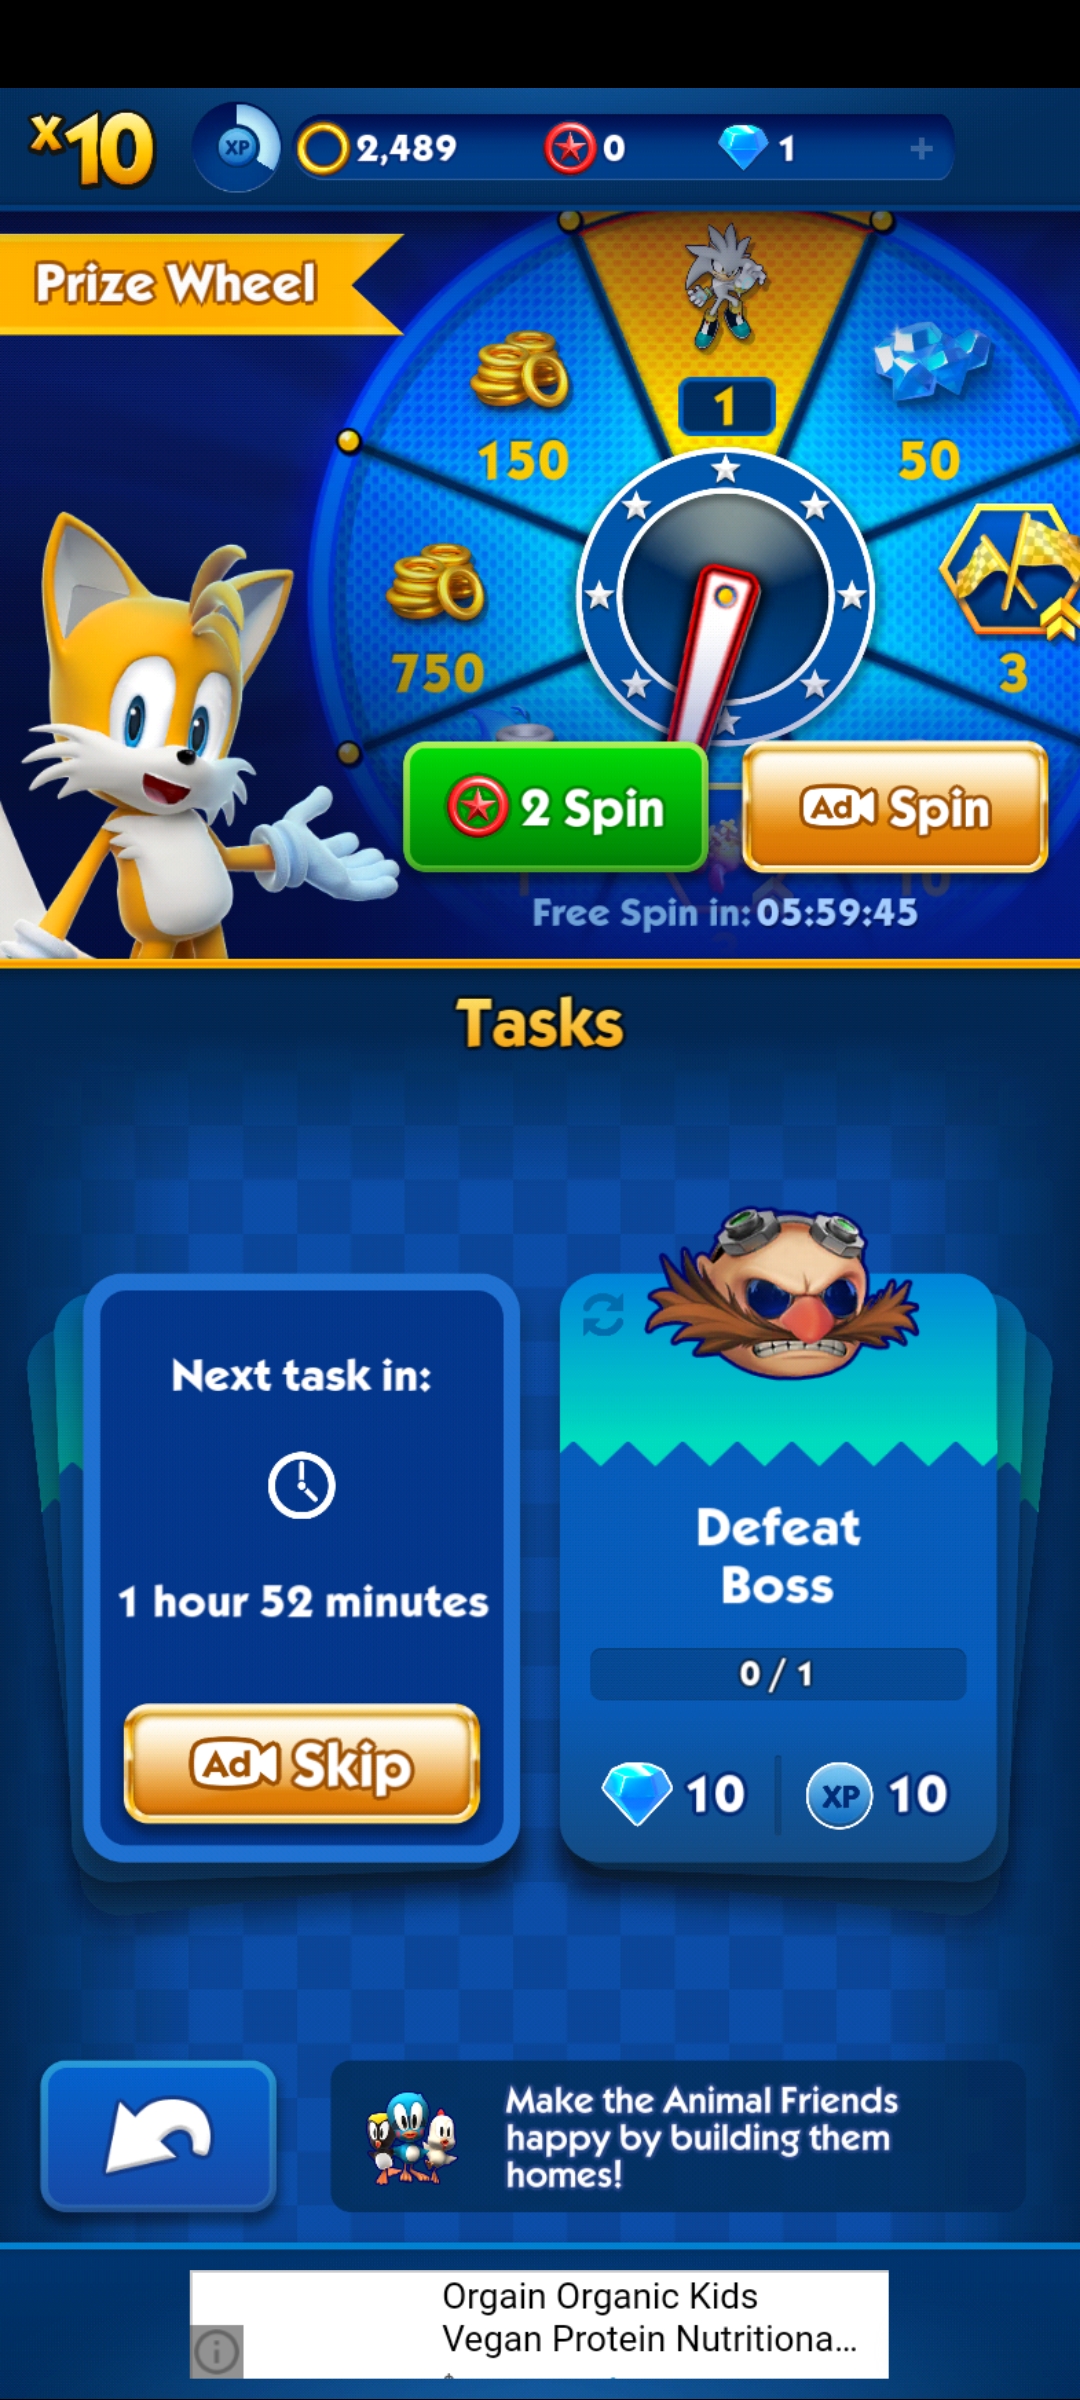 x10
XP
2,489
0
1
+
Prize Wheel
1
150
50
750
3
2 Spin
Ad Spin
1
10
Free Spin in: 05:59:45
Tasks
Next task in:
1 hour 52 minutes
Ad Skip
Defeat
Boss
0 / 1
10
XP 10
Make the Animal Friends
happy by building them
homes!
Orgain Organic Kids
Vegan Protein Nutritiona...